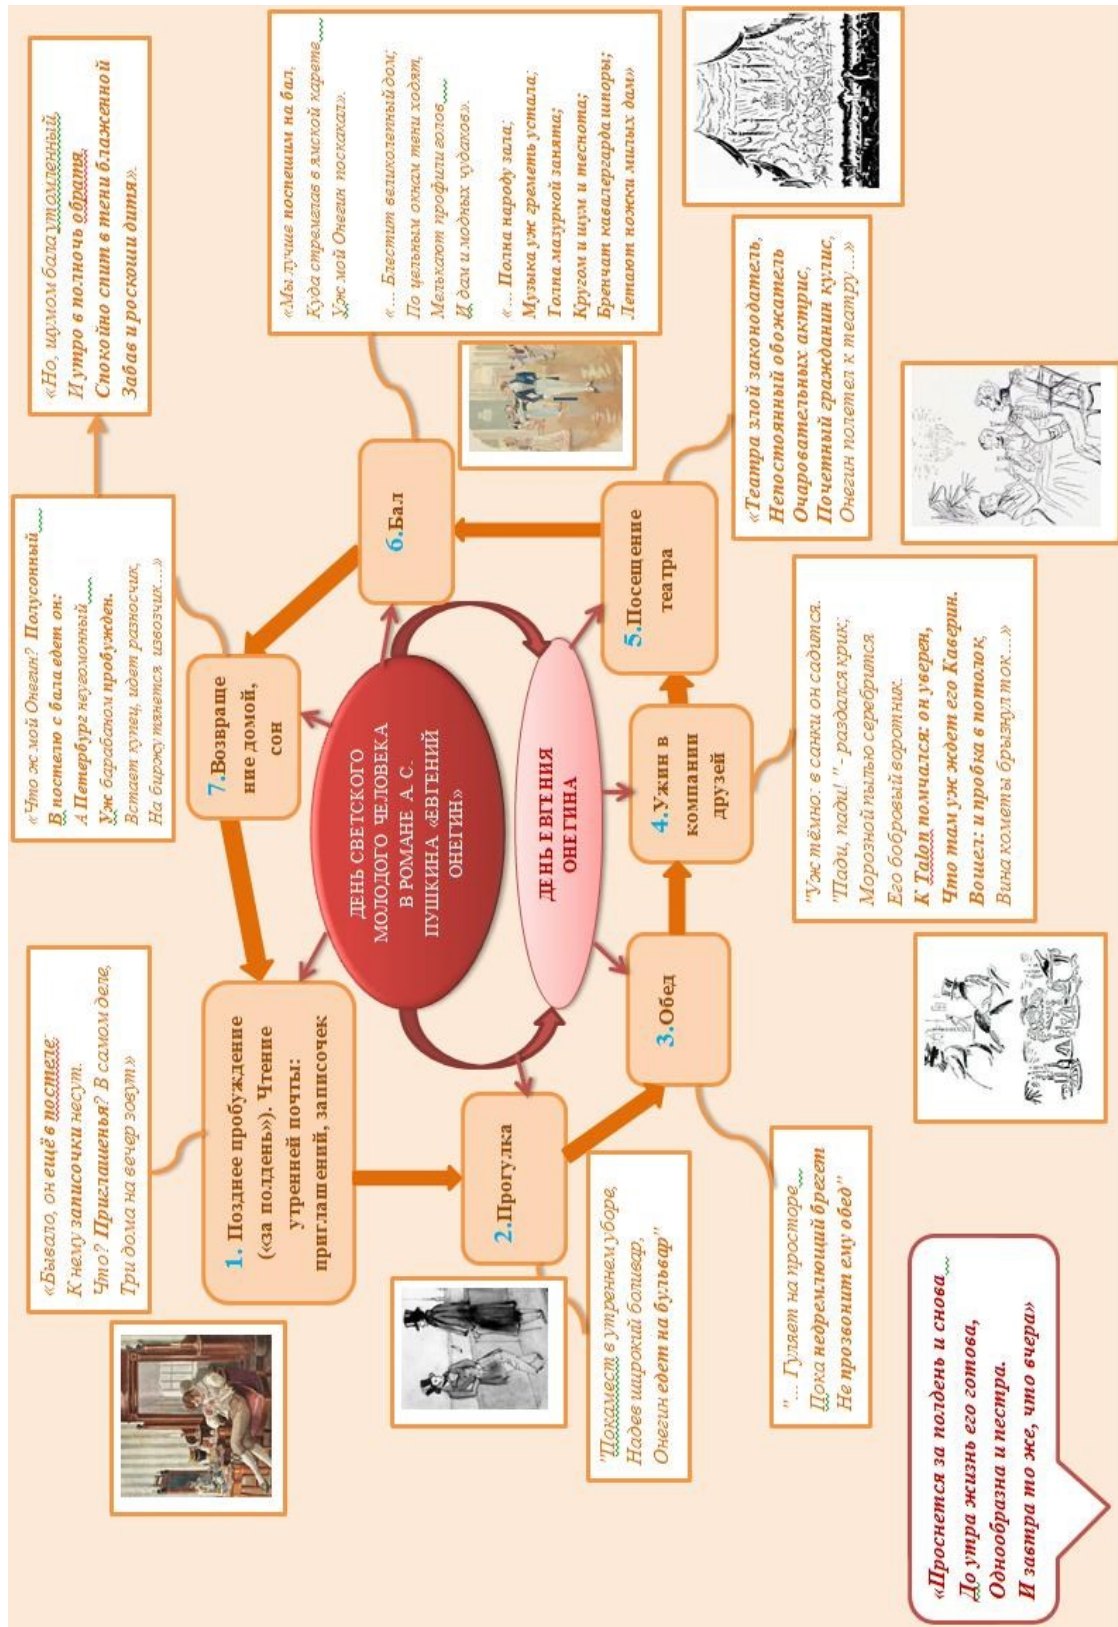 ДЕНЬ СВЕТСКОГО
МОЛОДОГО ЧЕЛОВЕКА
В РОМАНЕ А С.
ПУШКИНА «ЕВГЕНИЙ
ОНЕГИН»
ДЕНЬ ЕВГЕНИЯ
ОНЕГИНА
1. Позднее пробуждение
(«за полдень»). Чтение
утренней почты:
приглашений, записочек
«Бывало, он ещё в постеле:
К нему записочки несут.
Что? Приглашенья? В самом деле,
Три дома на вечер зовут»
2.Прогулка
"Покамест в утреннем уборе,
Надев широкий боливар,
Онегин едет на бульвар"
3.Обед
"... Гуляет на просторе
Пока недремлющий брегет
Не прозвонит ему обед"
4.Ужин в
компании
друзей
"Уж тёмно: в санки он садится.
"Пади, пади!" - раздался крик;
Морозной пылью серебрится
Его бобровый воротник.
К Talon помчался: он уверен,
Что там уж ждет его Каверин.
Вошел: и пробка в потолок,
Вина кометы брызнул ток...»
5.Посещение
театра
«Театра злой законодатель,
Непостоянный обожатель
Очаровательных актрис,
Почетный гражданин кулис,
Онегин полетел к театру...»
6.Бал
«Мы лучше поспешим на бал,
Куда стремглав в ямской карете
Уж мой Онегин поскакал».
«... Блестит великолепный дом;
По цельным окнам тени ходят,
Мелькают профили голов
И дам и модных чудаков».
«... Полна народу зала;
Музыка уж греметь устала;
Толпа мазуркой занята;
Кругом и шум и теснота;
Бренчат кавалергарда шпоры;
Летают ножки милых дам»
7.Возвраще
ние домой,
сон
«Что ж мой Онегин? Полусонный
В постелю с бала едет он:
А Петербург неугомонный
Уж барабаном пробужден.
Встает купец, идет разносчик,
На биржу тянется извозчик...»
«Но, шумом бала утомленный,
И утро в полночь обратя,
Спокойно спит в тени блаженной
Забав и роскоши дитя».
«Проснется за полдень и снова
До утра жизнь его готова,
Однообразна и пестра.
И завтра то же, что вчера»